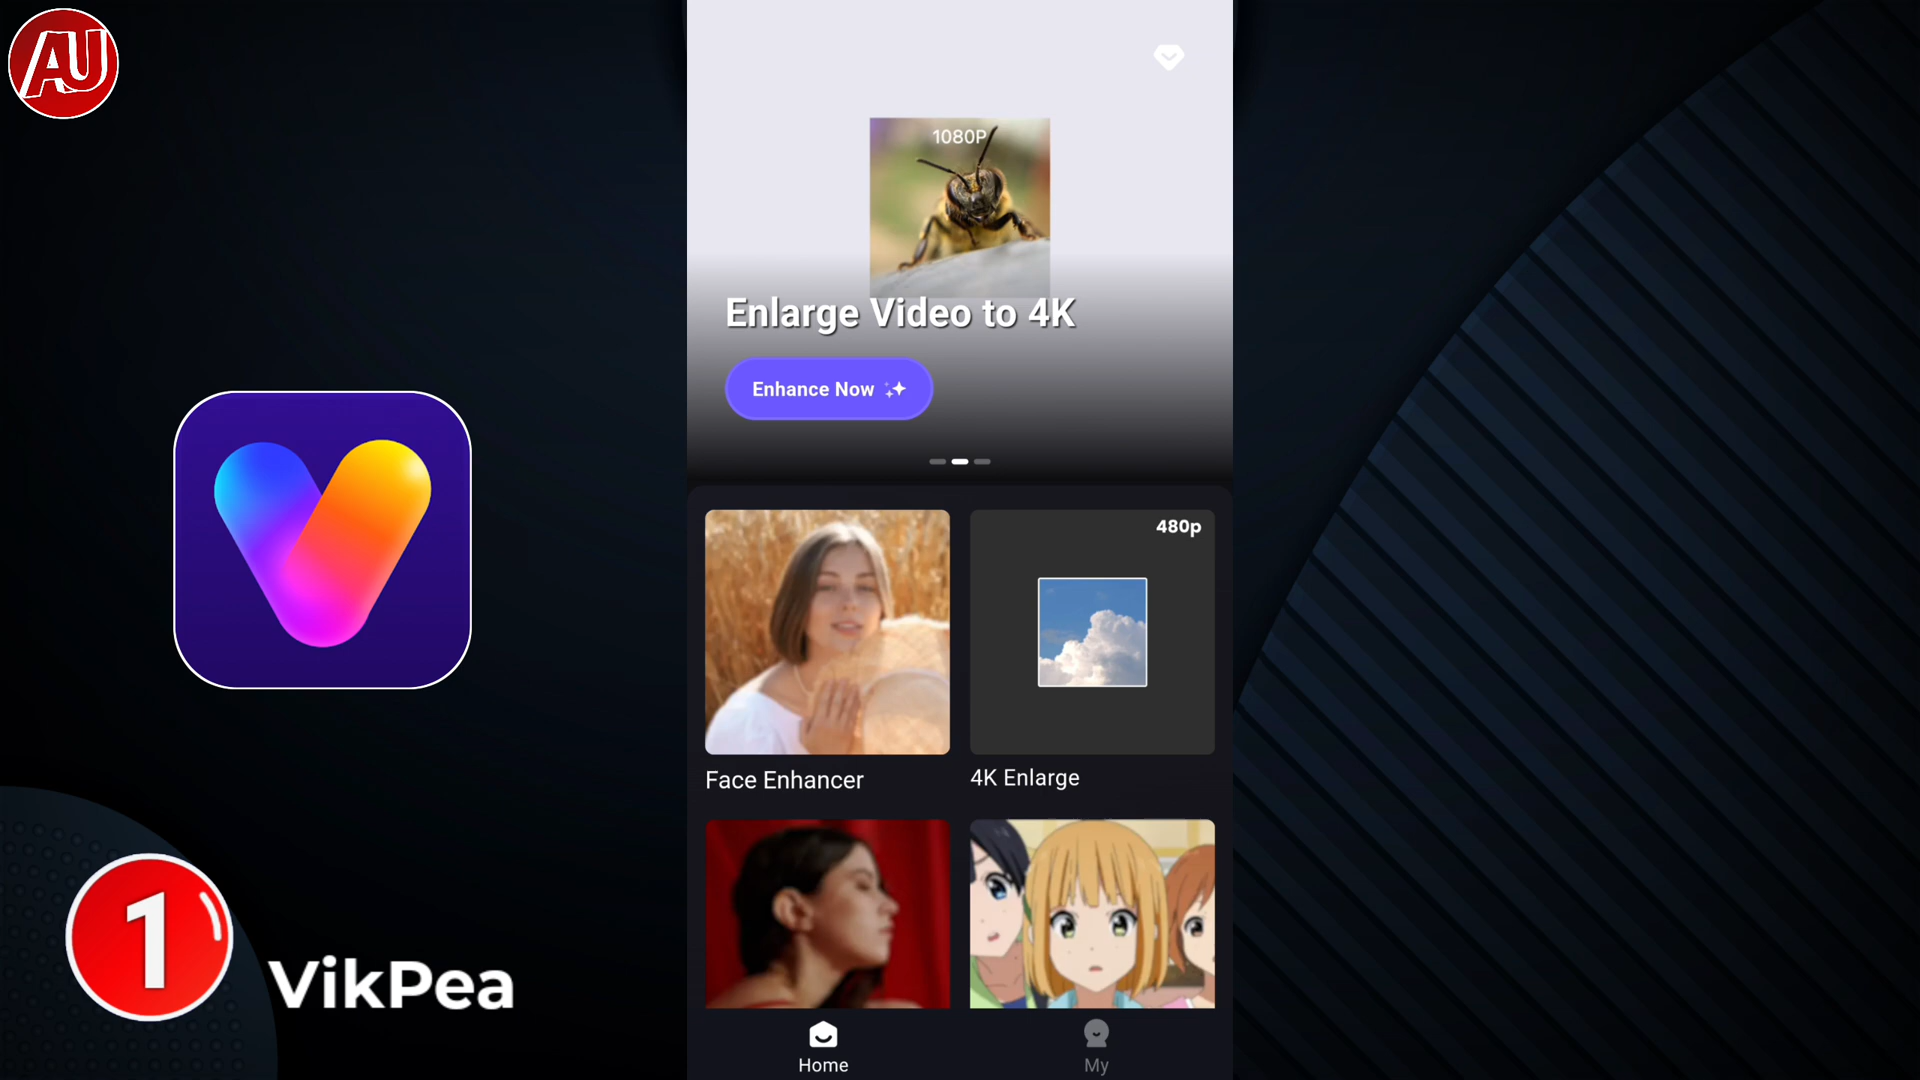 AU
1080P
Enlarge Video to 4K
Enhance Now
480p
Face Enhancer
4K Enlarge
1
VikPea
Home
My